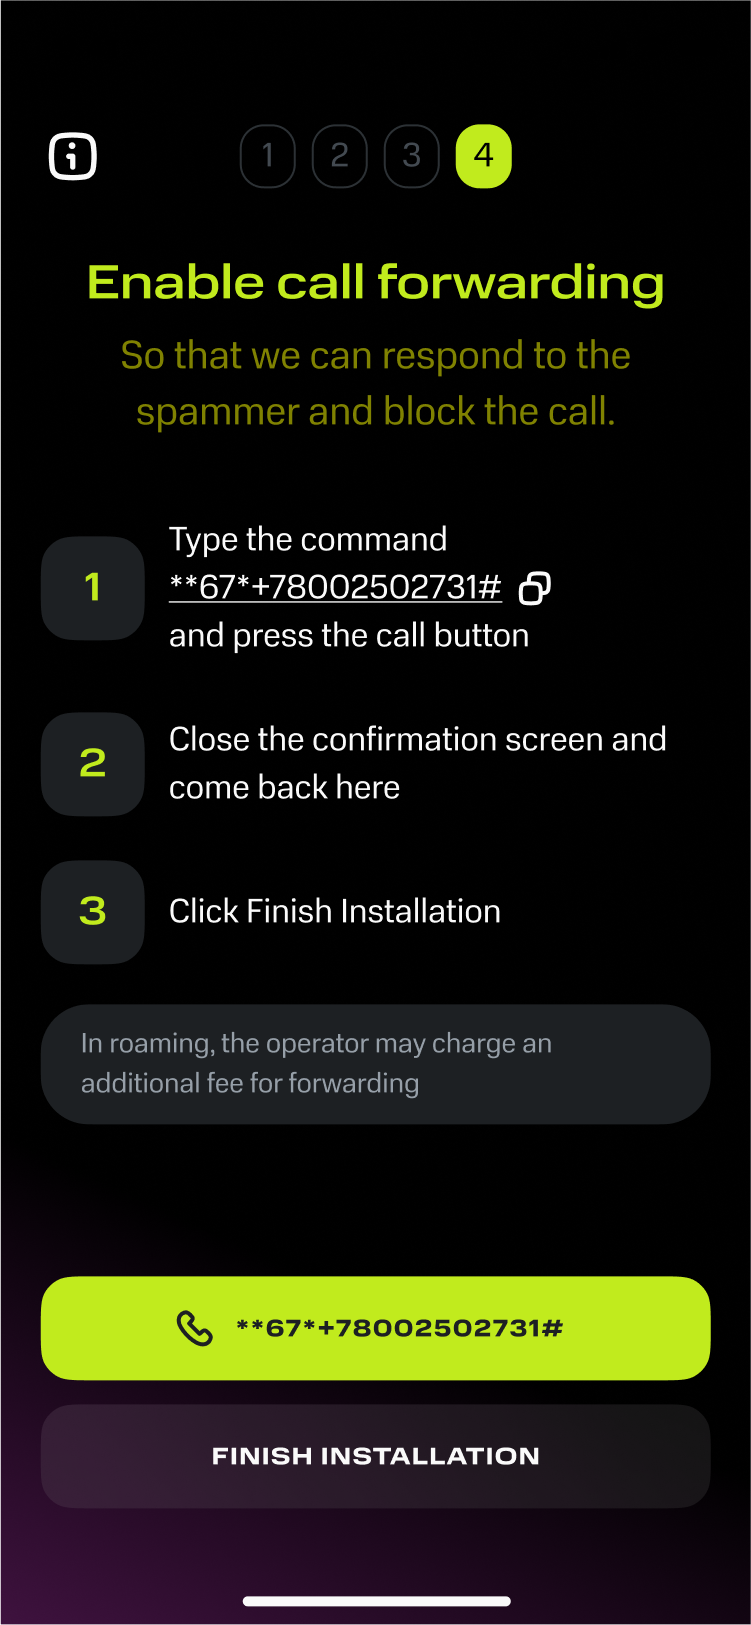 1 2 3 4
Enable call forwarding
So that we can respond to the
spammer and block the call.
1
Type the command
**67*+78002502731#
and press the call button
2
Close the confirmation screen and
come back here
3
Click Finish Installation
In roaming, the operator may charge an
additional fee for forwarding
**67*+78002502731#
FINISH INSTALLATION